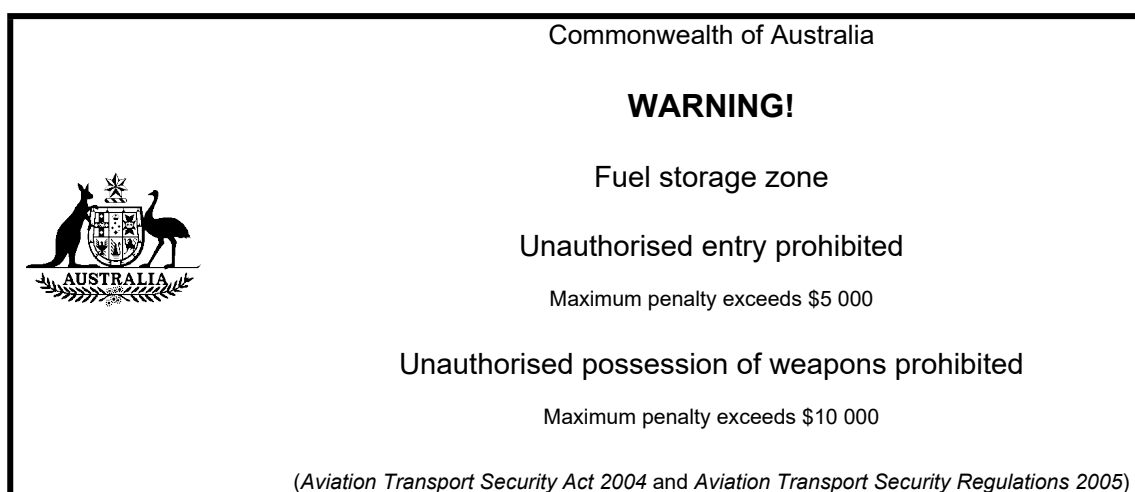 Commonwealth of Australia
WARNING!
Fuel storage zone
Unauthorised entry prohibited
Maximum penalty exceeds $5 000
AUSTRALIA
Unauthorised possession of weapons prohibited
Maximum penalty exceeds $10 000
(Aviation Transport Security Act 2004 and Aviation Transport Security Regulations 2005)